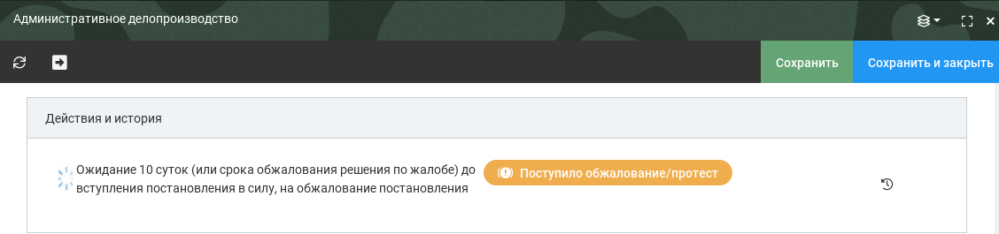 Административное делопроизводство
Сохранить
Сохранить и закрыть
Действия и история
Ожидание 10 суток (или срока обжалования решения по жалобе) до
вступления постановления в силу, на обжалование постановления
Поступило обжалование/протест